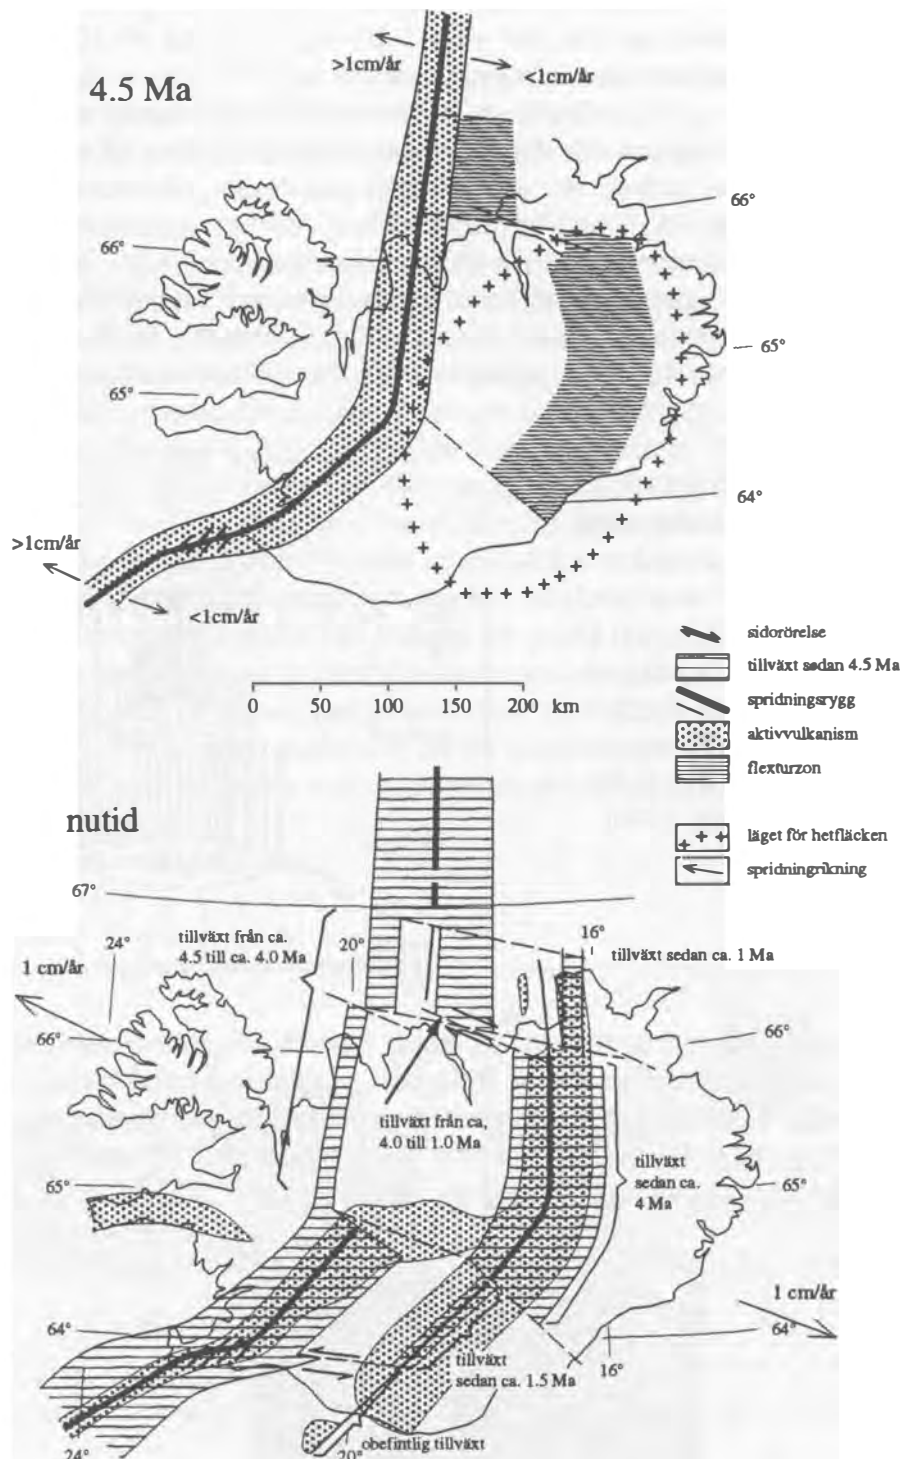 >1cm/år
<1cm/år
4.5 Ma
66°
66°
65°
65°
64°
>1cm/år
<1cm/år
sidorörelse
tillväxt sedan 4.5 Ma
spridningsrygg
aktivvulkanism
flexturzon
läget för hetfläcken
spridningrikning
0 50 100 150 200 km
nutid
67°
24°
tillväxt från ca.
4.5 till ca. 4.0 Ma
20°
16°
tillväxt sedan ca. 1 Ma
1 cm/år
66°
66°
tillväxt från ca,
4.0 till 1.0 Ma
tillväxt
sedan ca.
4 Ma
65°
65°
1 cm/år
64°
64°
16°
tillväxt
sedan ca. 1.5 Ma
obefintlig tillväxt
24°
20°